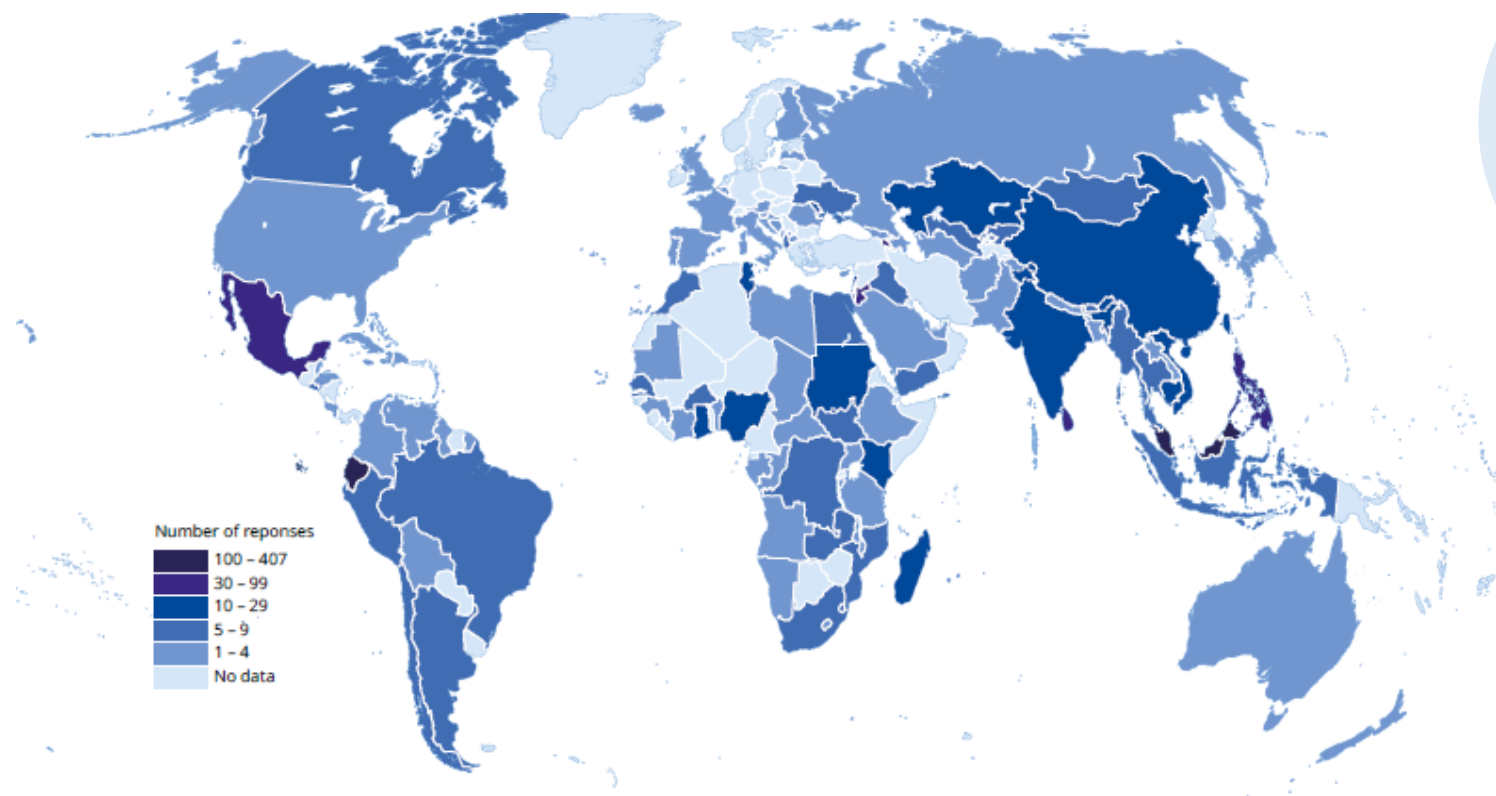 Number of reponses
100 – 407
30 – 99
10 – 29
5 – 9
1 – 4
No data